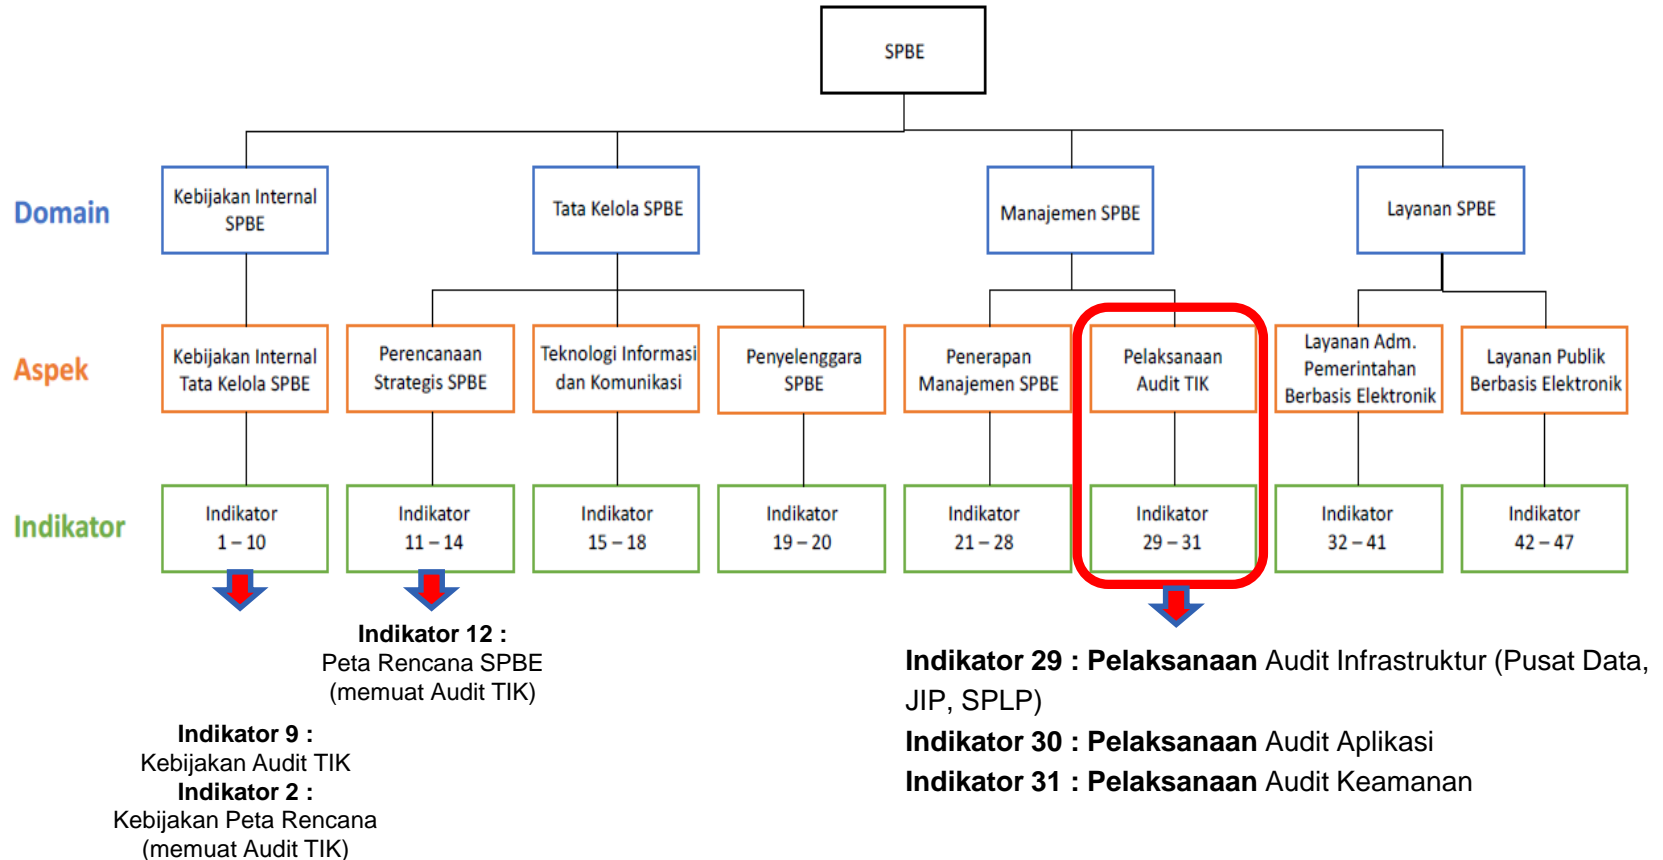 SPBE
Domain
Kebijakan Internal
SPBE
Tata Kelola SPBE
Manajemen SPBE
Layanan SPBE
Aspek
Kebijakan Internal
Tata Kelola SPBE
Perencanaan
Strategis SPBE
Teknologi Informasi
dan Komunikasi
Penyelenggara
SPBE
Penerapan
Manajemen SPBE
Pelaksanaan
Audit TIK
Layanan Adm.
Pemerintahan
Berbasis Elektronik
Layanan Publik
Berbasis Elektronik
Indikator
Indikator
1 – 10
Indikator
11 – 14
Indikator
15 – 18
Indikator
19 – 20
Indikator
21 – 28
Indikator
29 – 31
Indikator
32 – 41
Indikator
42 – 47
Indikator 12 :
Peta Rencana SPBE
(memuat Audit TIK)
Indikator 9 :
Kebijakan Audit TIK
Indikator 2 :
Kebijakan Peta Rencana
(memuat Audit TIK)
Indikator 29 : Pelaksanaan Audit Infrastruktur (Pusat Data,
JIP, SPLP)
Indikator 30 : Pelaksanaan Audit Aplikasi
Indikator 31 : Pelaksanaan Audit Keamanan